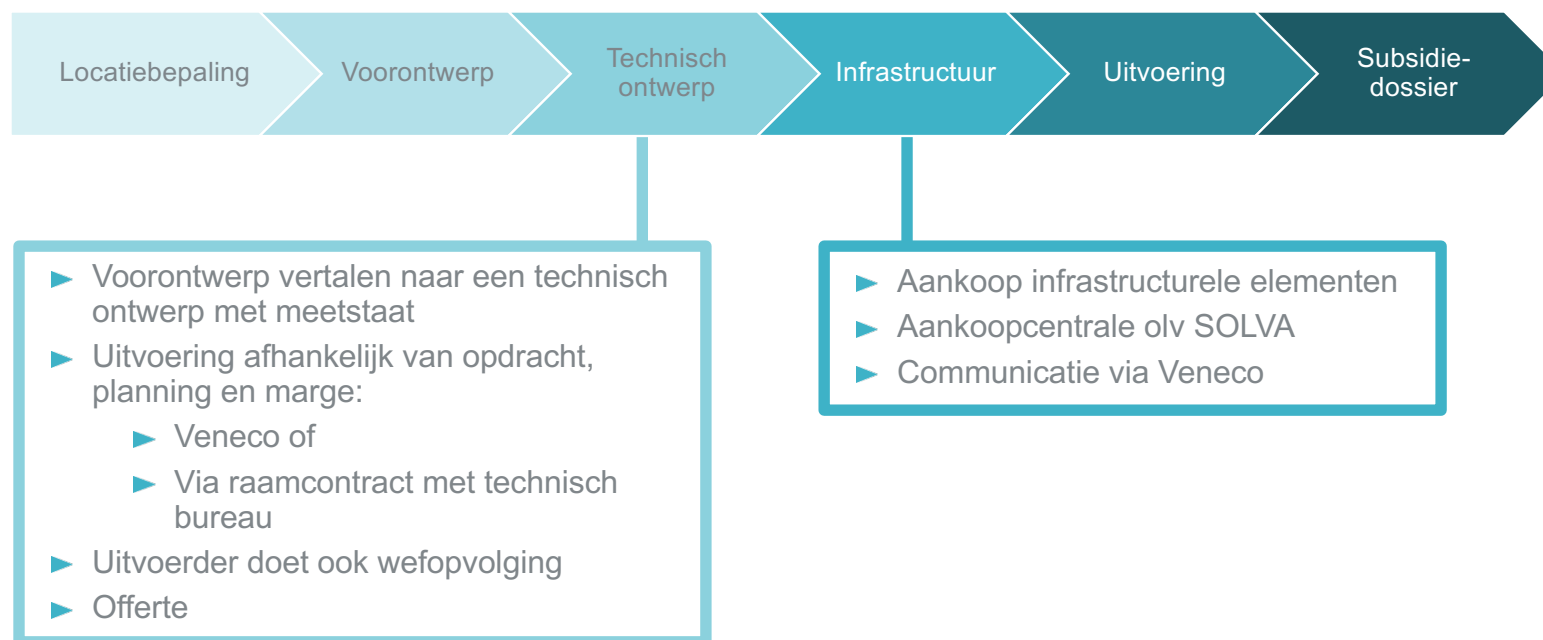 Locatiebepaling
Voorontwerp
Technisch
ontwerp
Infrastructuur
Uitvoering
Subsidie-
dossier
Voorontwerp vertalen naar een technisch
ontwerp met meetstaat
Uitvoering afhankelijk van opdracht,
planning en marge:
Veneco of
Via raamcontract met technisch
bureau
Uitvoerder doet ook wefopvolging
Offerte
Aankoop infrastructurele elementen
Aankoopcentrale olv SOLVA
Communicatie via Veneco